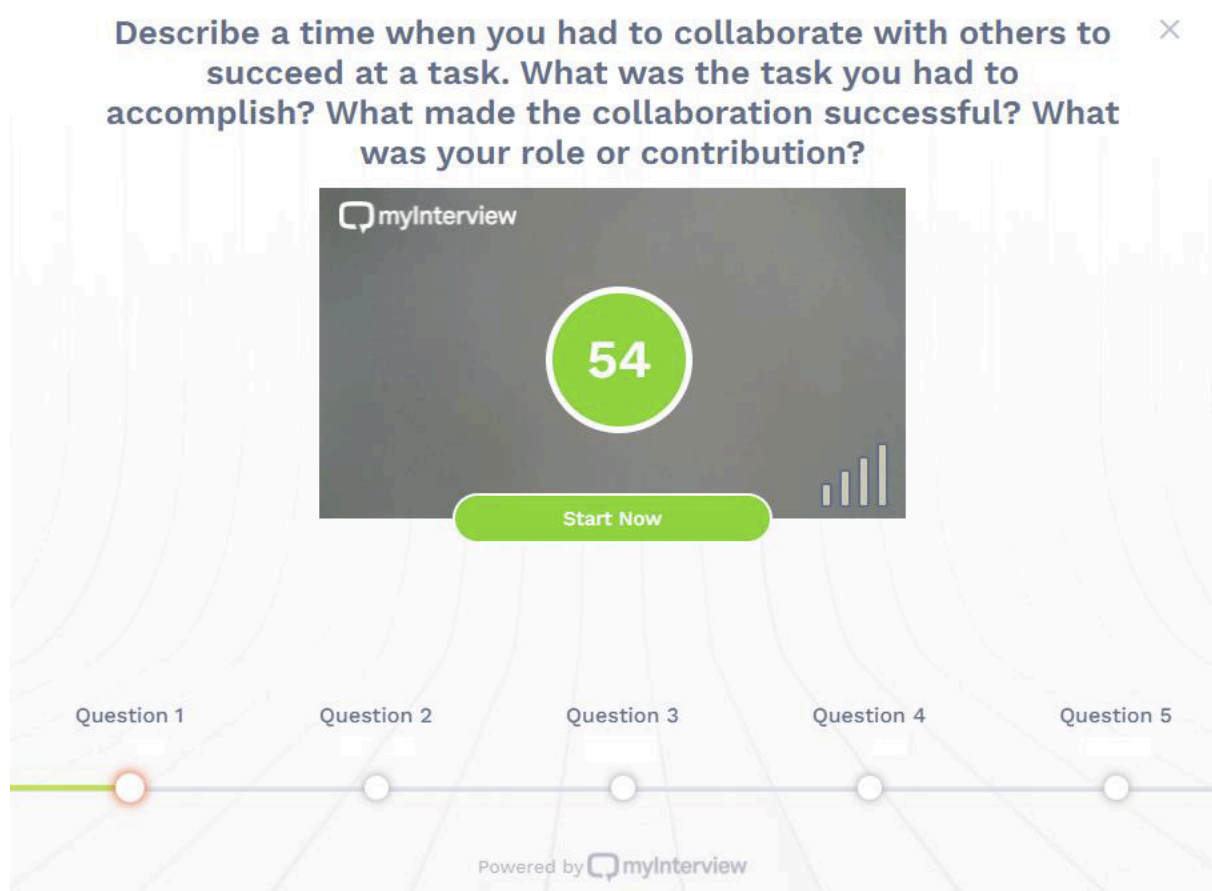 Describe a time when you had to collaborate with others to
succeed at a task. What was the task you had to
accomplish? What made the collaboration successful? What
was your role or contribution?
myInterview
54
Start Now
Question 1
Question 2
Question 3
Question 4
Question 5
Powered by myInterview